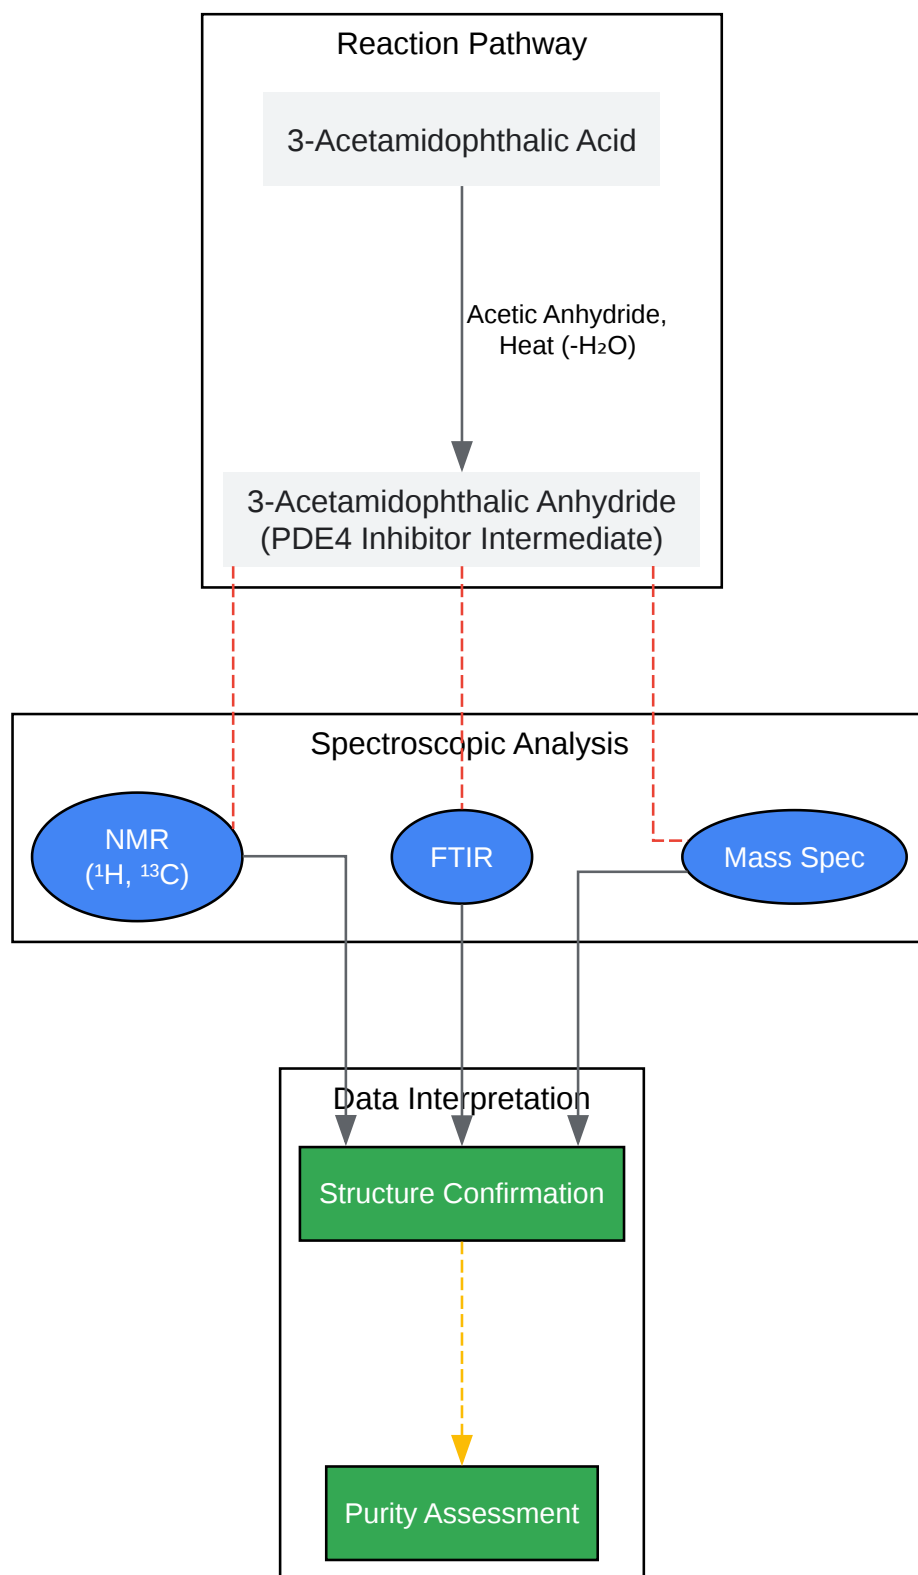 Reaction Pathway
3-Acetamidophthalic Acid
Acetic Anhydride,
Heat (-H₂O)
3-Acetamidophthalic Anhydride
(PDE4 Inhibitor Intermediate)
Spectroscopic Analysis
NMR
(¹H, ¹³C)
FTIR
Mass Spec
Data Interpretation
Structure Confirmation
Purity Assessment